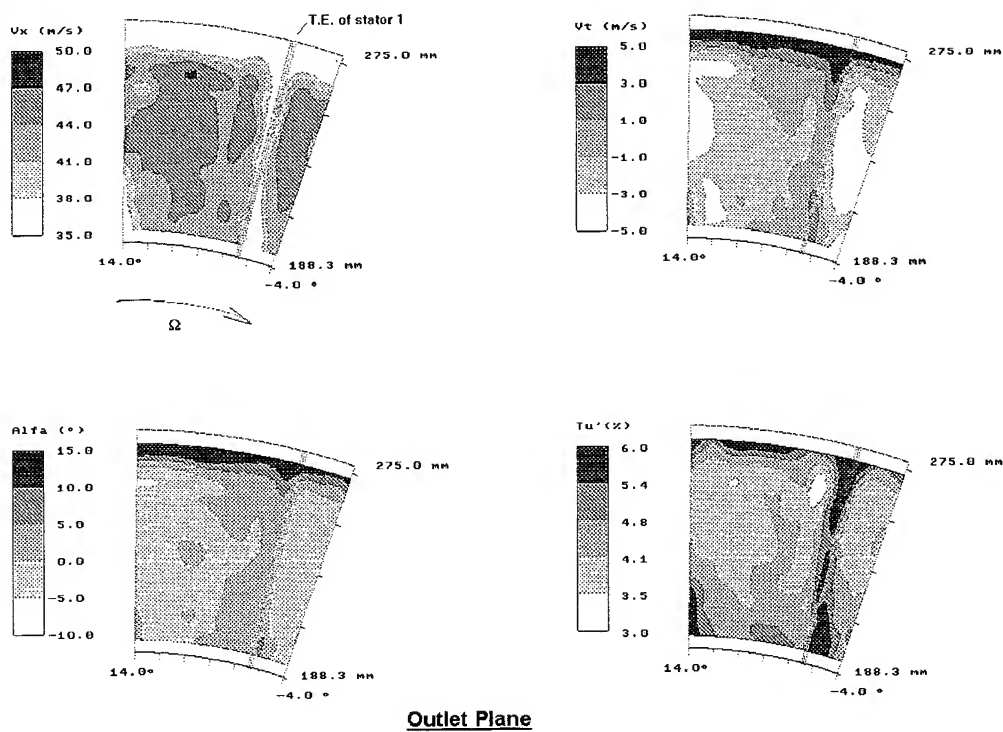 Vx (m/s)
T.E. of stator 1
50.0
47.0
44.0
41.0
38.0
35.0
275.0 mm
188.3 mm
14.0°
-4.0 °
Ω
Vt (m/s)
5.0
3.0
1.0
-1.0
-3.0
-5.0
275.0 mm
188.3 mm
14.0°
-4.0 °
Alfa (°)
15.0
10.0
5.0
0.0
-5.0
-10.0
275.0 mm
188.3 mm
14.0°
-4.0 °
Tu'(%)
6.0
5.4
4.8
4.1
3.5
3.0
275.0 mm
188.3 mm
14.0°
-4.0 °
Outlet Plane